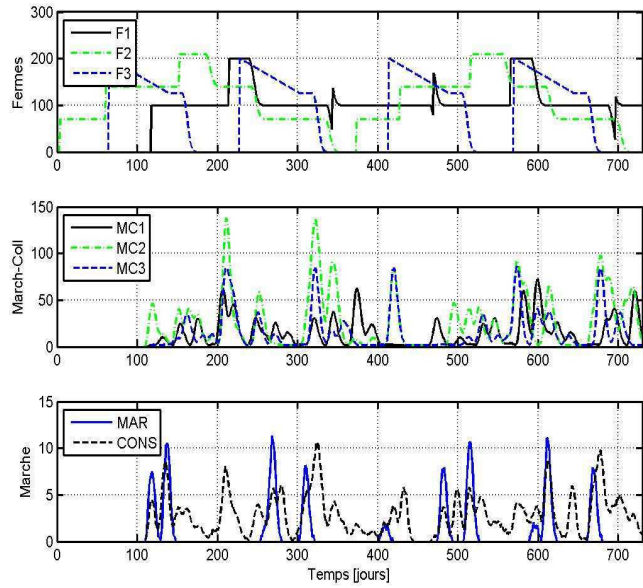 300
200
100
0
Fermes
F1
F2
F3
0 100 200 300 400 500 600 700
150
100
50
0
March-Coll
MC1
MC2
MC3
0 100 200 300 400 500 600 700
15
10
5
0
Marche
MAR
CONS
0 100 200 300 400 500 600 700
Temps [jours]